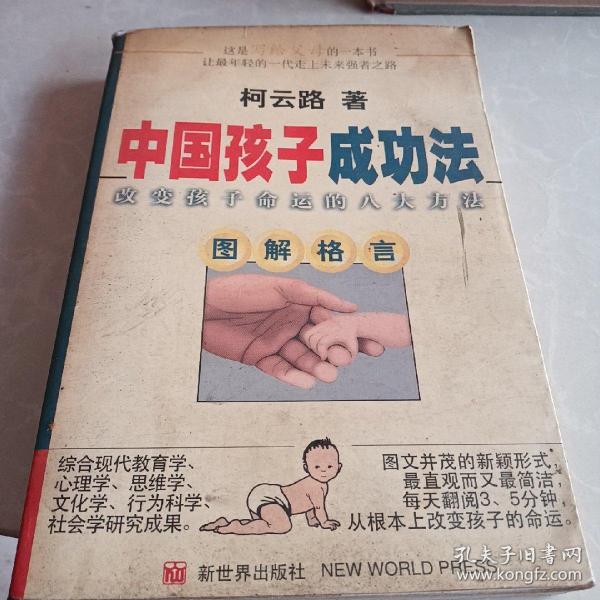 这是写给父母的一本书
让最年轻的一代走上未来强者之路
柯云路 著
中国孩子成功法
改变孩子命运的八大方法
图解格言
综合现代教育学、
心理学、思维学、
文化学、行为科学、
社会学研究成果。
图文并茂的新颖形式,
最直观而又最简洁,
每天翻阅3、5分钟,
从根本上改变孩子的命运。
新世界出版社 NEW WORLD PRESS
孔夫子旧书网
www.kongfz.com